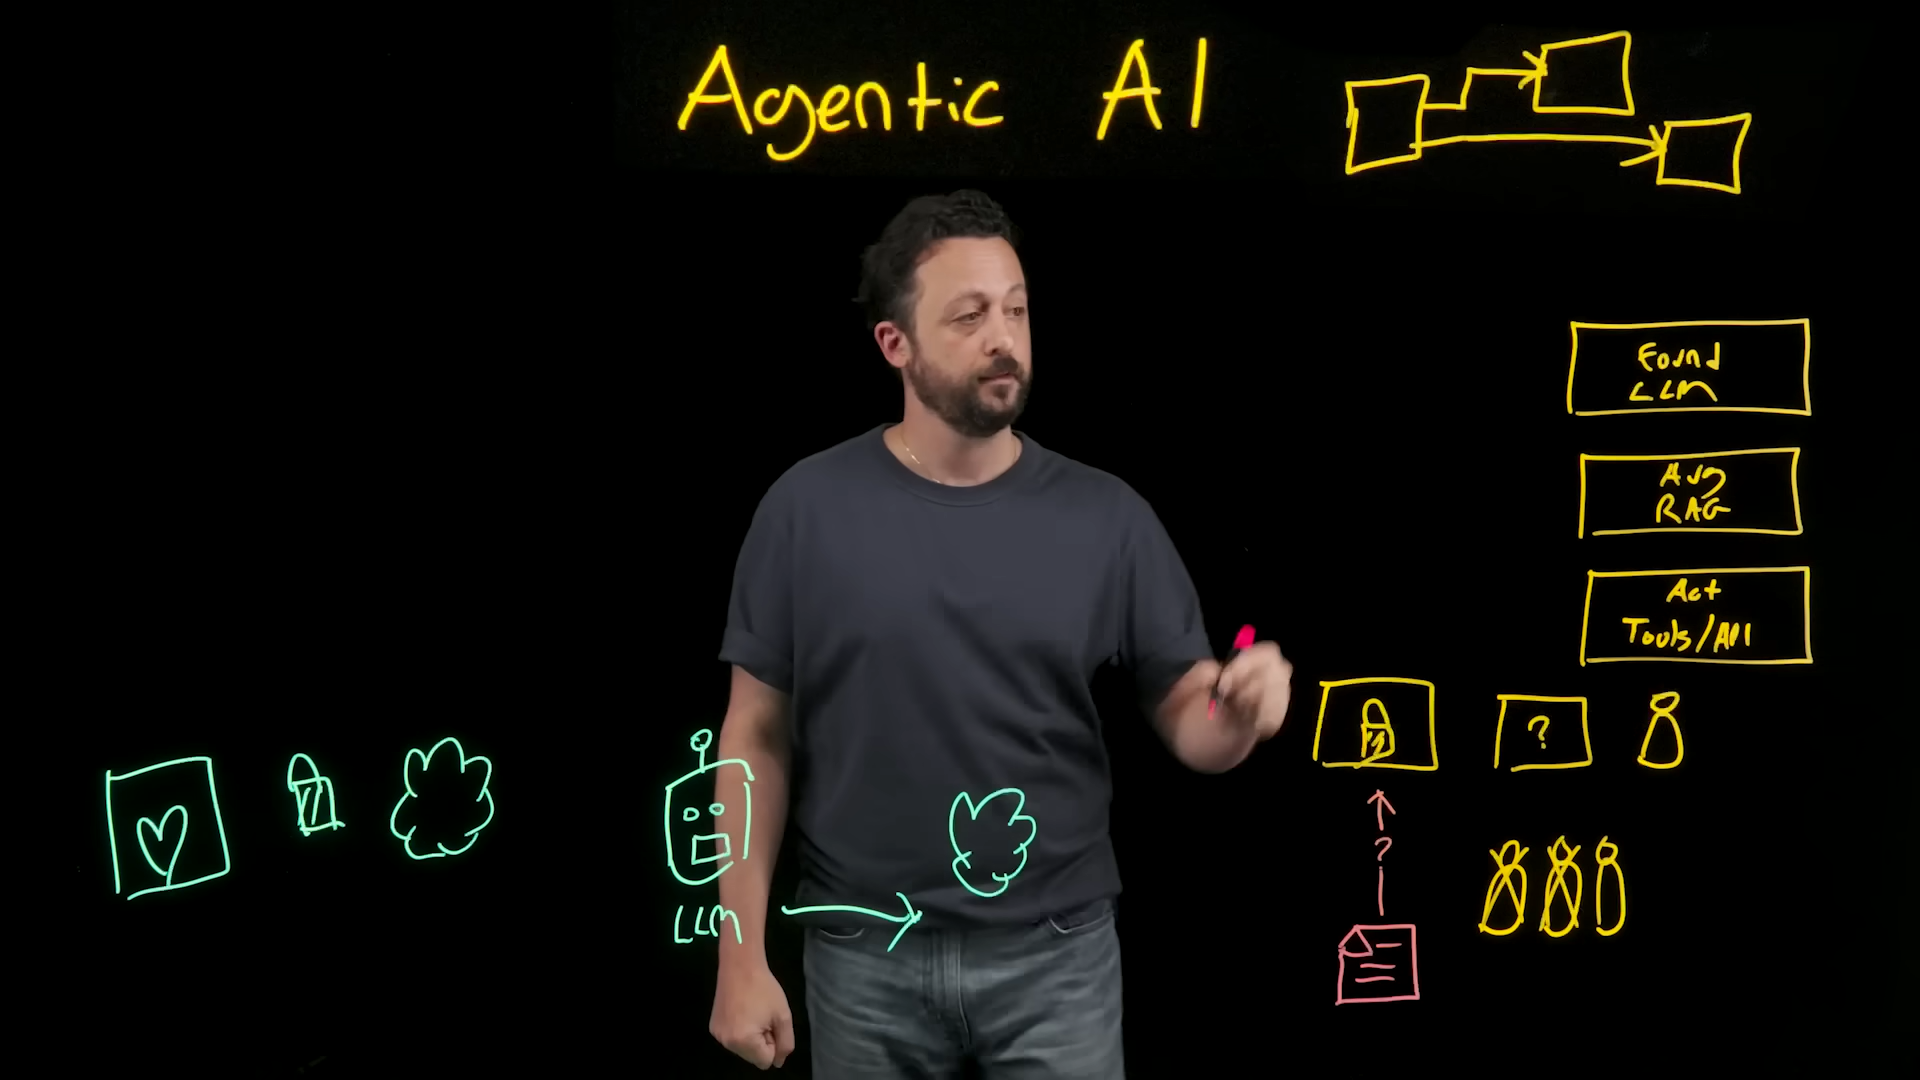 Agentic AI
Found
LLM
Aug
RAG
Act
Tools/API
?
?
LLM